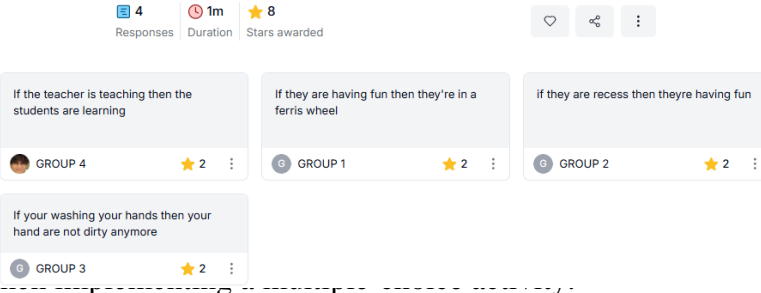 4 1m 8
Responses Duration Stars awarded
If the teacher is teaching then the
students are learning
GROUP 4 2
If they are having fun then they're in a
ferris wheel
G GROUP 1 2
if they are recess then theyre having fun
G GROUP 2 2
If your washing your hands then your
hand are not dirty anymore
G GROUP 3 2